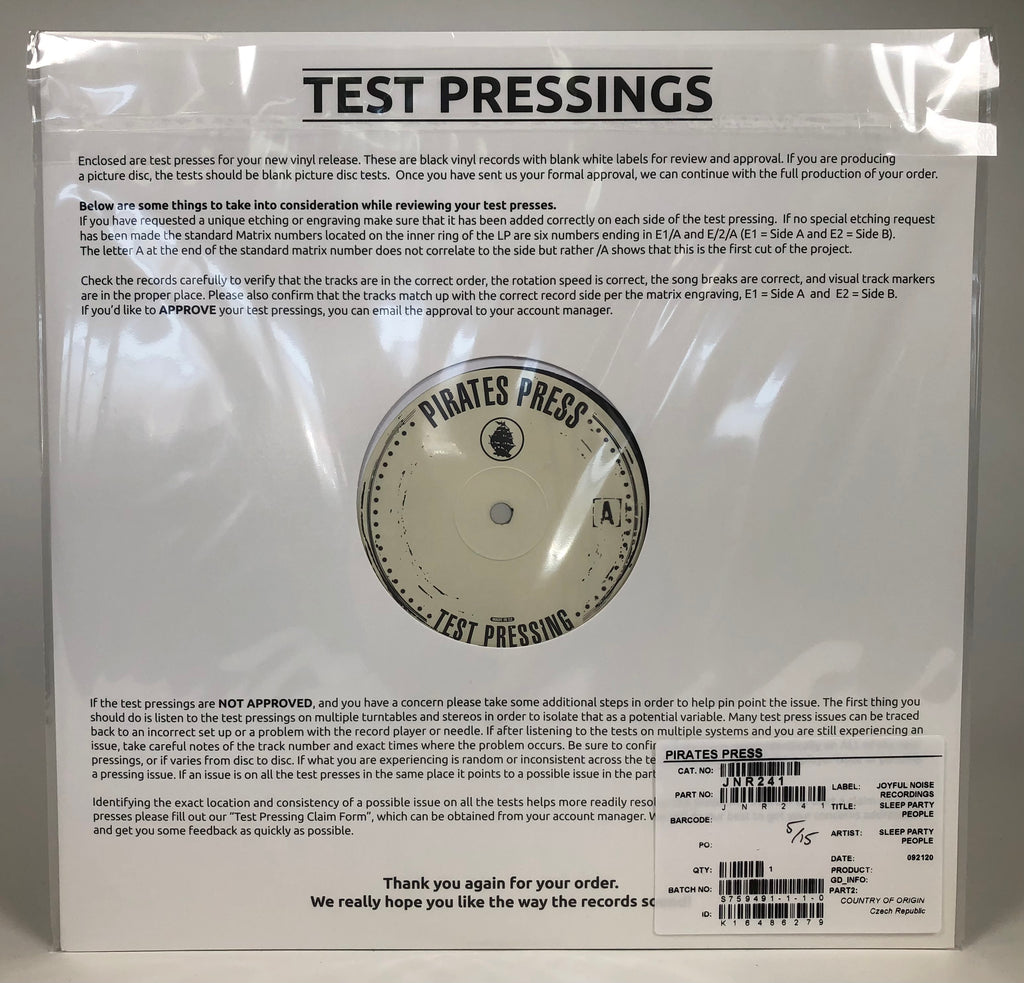 TEST PRESSINGS
Enclosed are test presses for your new vinyl release. These are black vinyl records with blank white labels for review and approval. If you are producing
a picture disc, the tests should be blank picture disc tests. Once you have sent us your formal approval, we can continue with the full production of your order.
Below are some things to take into consideration while reviewing your test presses.
If you have requested a unique etching or engraving make sure that it has been added correctly on each side of the test pressing. If no special etching request
has been made the standard Matrix numbers located on the inner ring of the LP are six numbers ending in E1/A and E/2/A (E1 = Side A and E2 = Side B).
The letter A at the end of the standard matrix number does not correlate to the side but rather /A shows that this is the first cut of the project.
Check the records carefully to verify that the tracks are in the correct order, the rotation speed is correct, the song breaks are correct, and visual track markers
are in the proper place. Please also confirm that the tracks match up with the correct record side per the matrix engraving, E1 = Side A and E2 = Side B.
If you'd like to APPROVE your test pressings, you can email the approval to your account manager.
PIRATES PRESS
A
TEST PRESSING
If the test pressings are NOT APPROVED, and you have a concern please take some additional steps in order to help pin point the issue. The first thing you
should do is listen to the test pressings on multiple turntables and stereos in order to isolate that as a potential variable. Many test press issues can be traced
back to an incorrect set up or a problem with the record player or needle. If after listening to the tests on multiple systems and you are still experiencing an
issue, take careful notes of the track number and exact times where the problem occurs. Be sure to confir
pressings, or if varies from disc to disc. If what you are experiencing is random or inconsistent across the te
a pressing issue. If an issue is on all the test presses in the same place it points to a possible issue in the part
Identifying the exact location and consistency of a possible issue on all the tests helps more readily resol
presses please fill out our "Test Pressing Claim Form", which can be obtained from your account manager. W
and get you some feedback as quickly as possible.
Thank you again for your order.
We really hope you like the way the records sound!
PIRATES PRESS
CAT. NO:
JNR241
PART NO:
J N R 2 4 1
BARCODE:
5/15
PO:
QTY: 1
BATCH NO:
S759491-1-1-0
ID:
K16486279
LABEL: JOYFUL NOISE
RECORDINGS
TITLE: SLEEP PARTY
PEOPLE
ARTIST: SLEEP PARTY
PEOPLE
DATE: 092120
PRODUCT:
GD_INFO:
PART2:
COUNTRY OF ORIGIN
Czech Republic